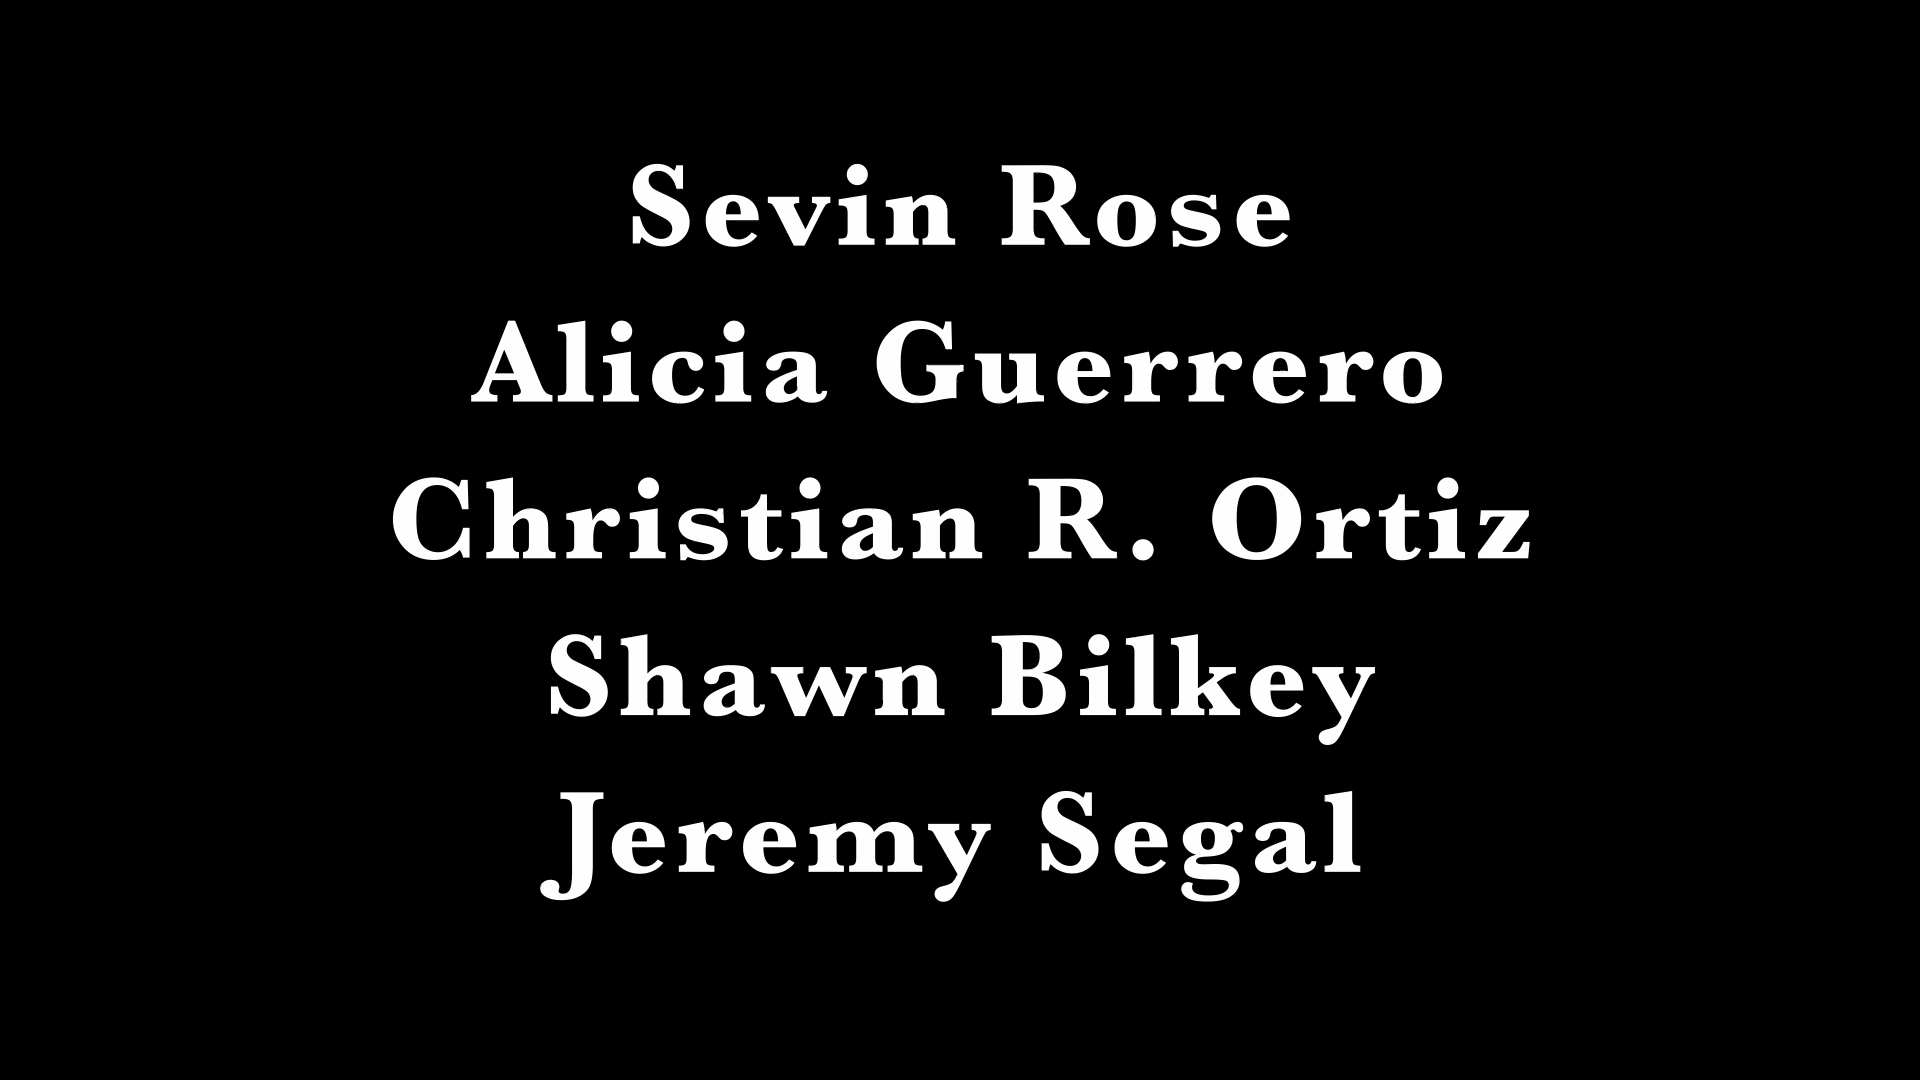 Sevin Rose
Alicia Guerrero
Christian R. Ortiz
Shawn Bilkey
Jeremy Segal